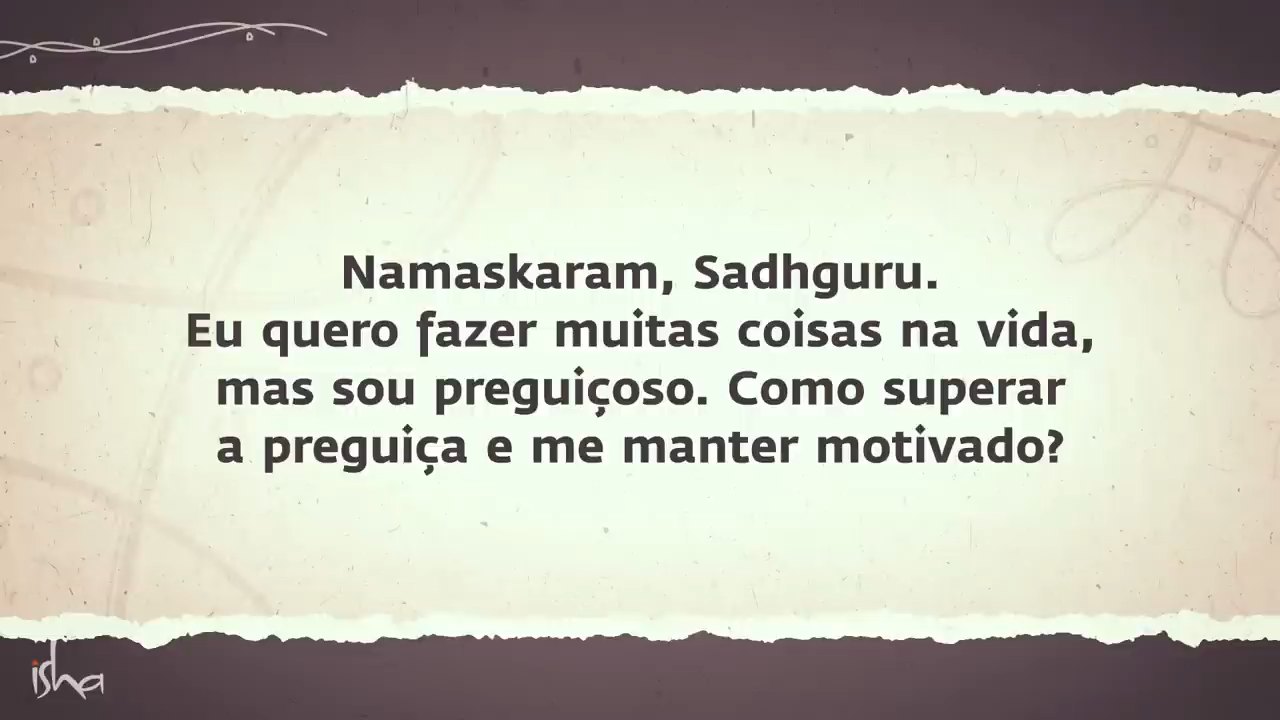 Namaskaram, Sadhguru.
Eu quero fazer muitas coisas na vida,
mas sou preguiçoso. Como superar
a preguiça e me manter motivado?
isha